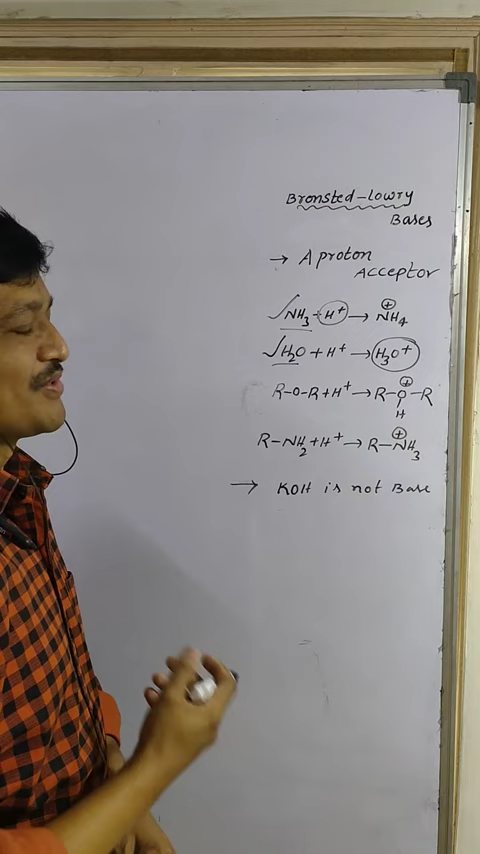 Bronsted-lowry
Bases
→ A proton
Acceptor
√NH₃ + H⁺ → NH₄⊕
√H₂O + H⁺ → H₃O⁺
R-O-R + H⁺ → R-O⊕-R
H
R-NH₂ + H⁺ → R-N⊕H₃
→ KOH is not Base